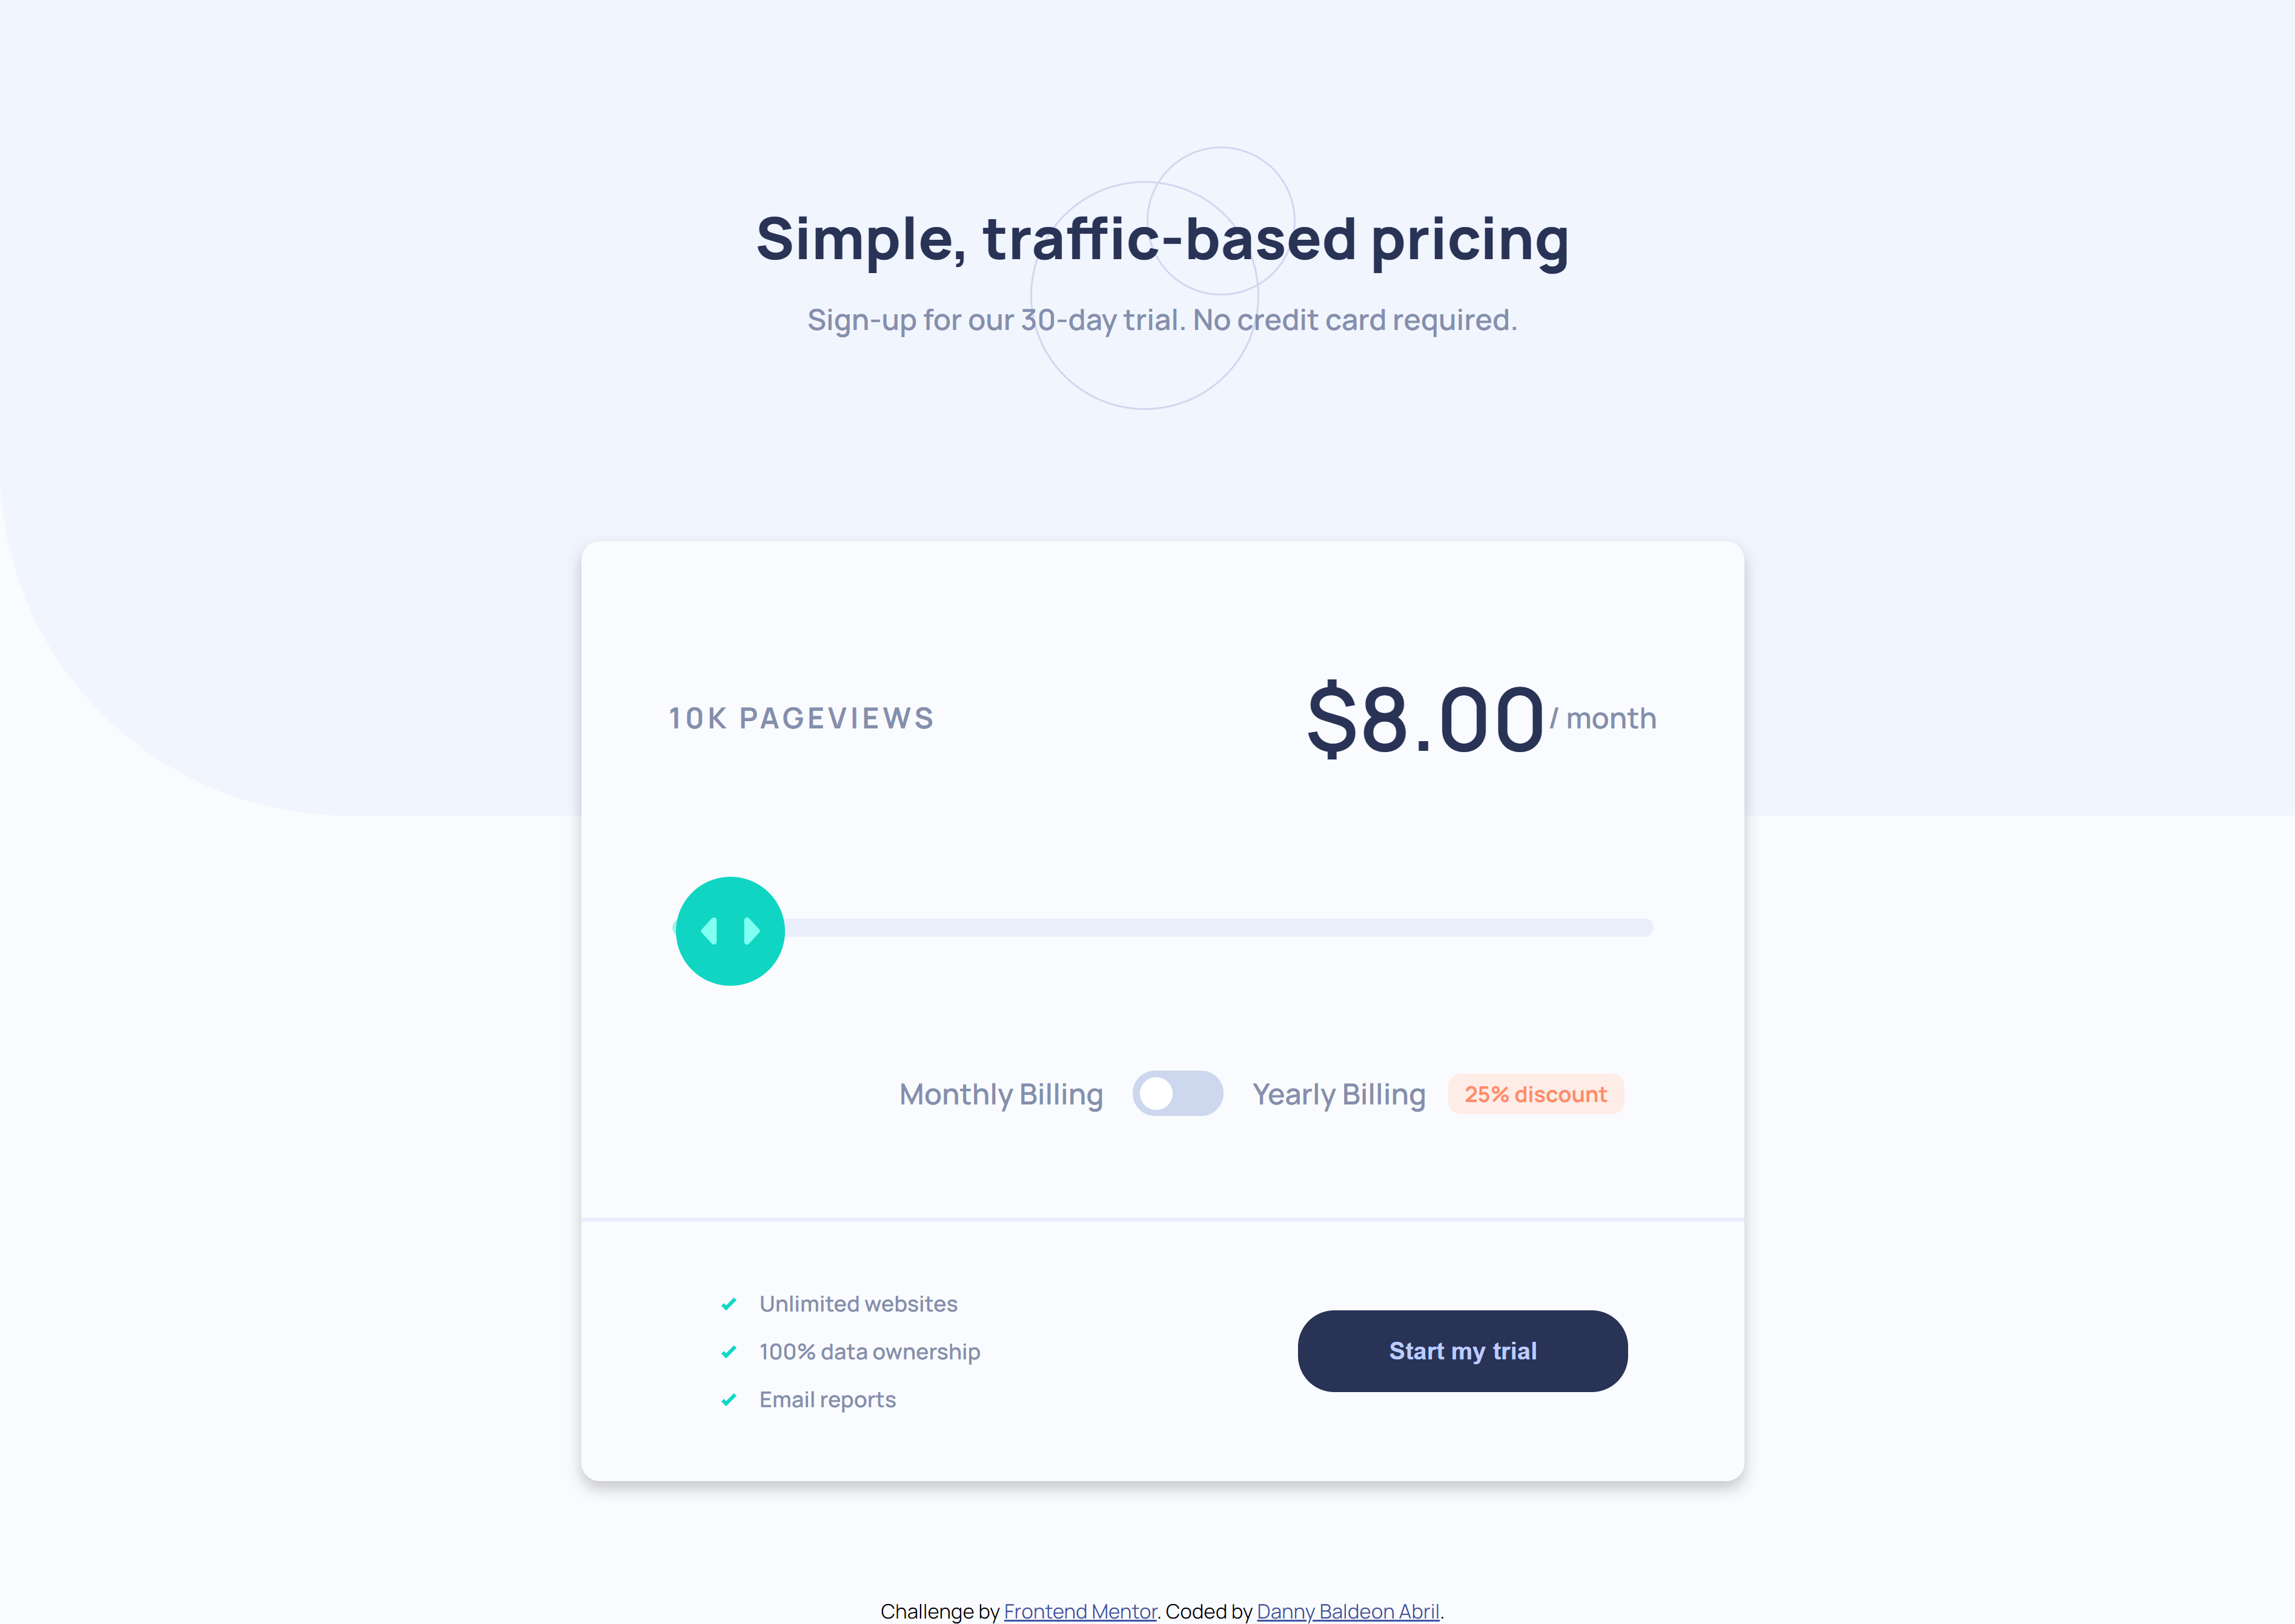 Simple, traffic-based pricing
Sign-up for our 30-day trial. No credit card required.
10K PAGEVIEWS
$8.00 / month
Monthly Billing
Yearly Billing
25% discount
Unlimited websites
100% data ownership
Email reports
Start my trial
Challenge by Frontend Mentor. Coded by Danny Baldeon Abril.